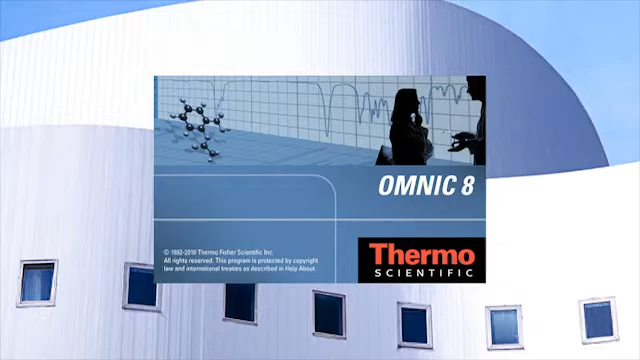 OMNIC 8
© 1992-2010 Thermo Fisher Scientific Inc.
All rights reserved. This program is protected by copyright
law and international treaties as described in Help About.
Thermo
SCIENTIFIC